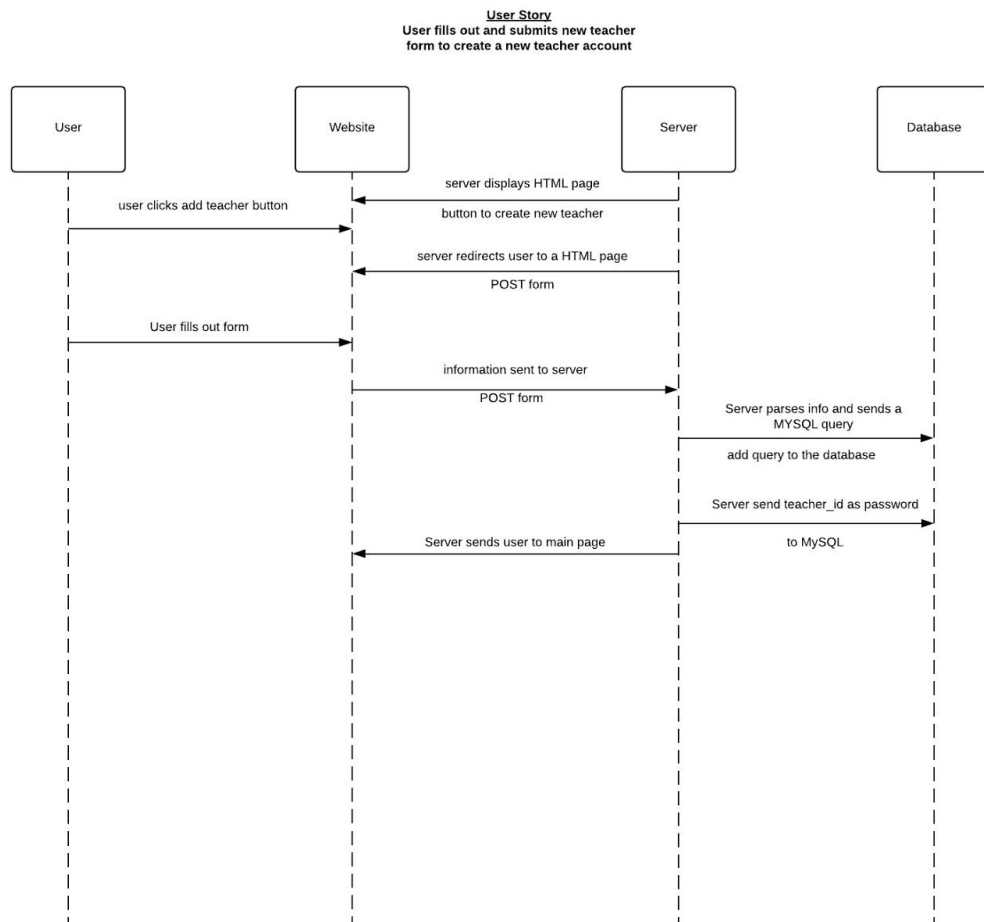 User Story
User fills out and submits new teacher
form to create a new teacher account
User
Website
Server
Database
server displays HTML page
user clicks add teacher button
button to create new teacher
server redirects user to a HTML page
POST form
User fills out form
information sent to server
POST form
Server parses info and sends a
MYSQL query
add query to the database
Server send teacher_id as password
Server sends user to main page
to MySQL